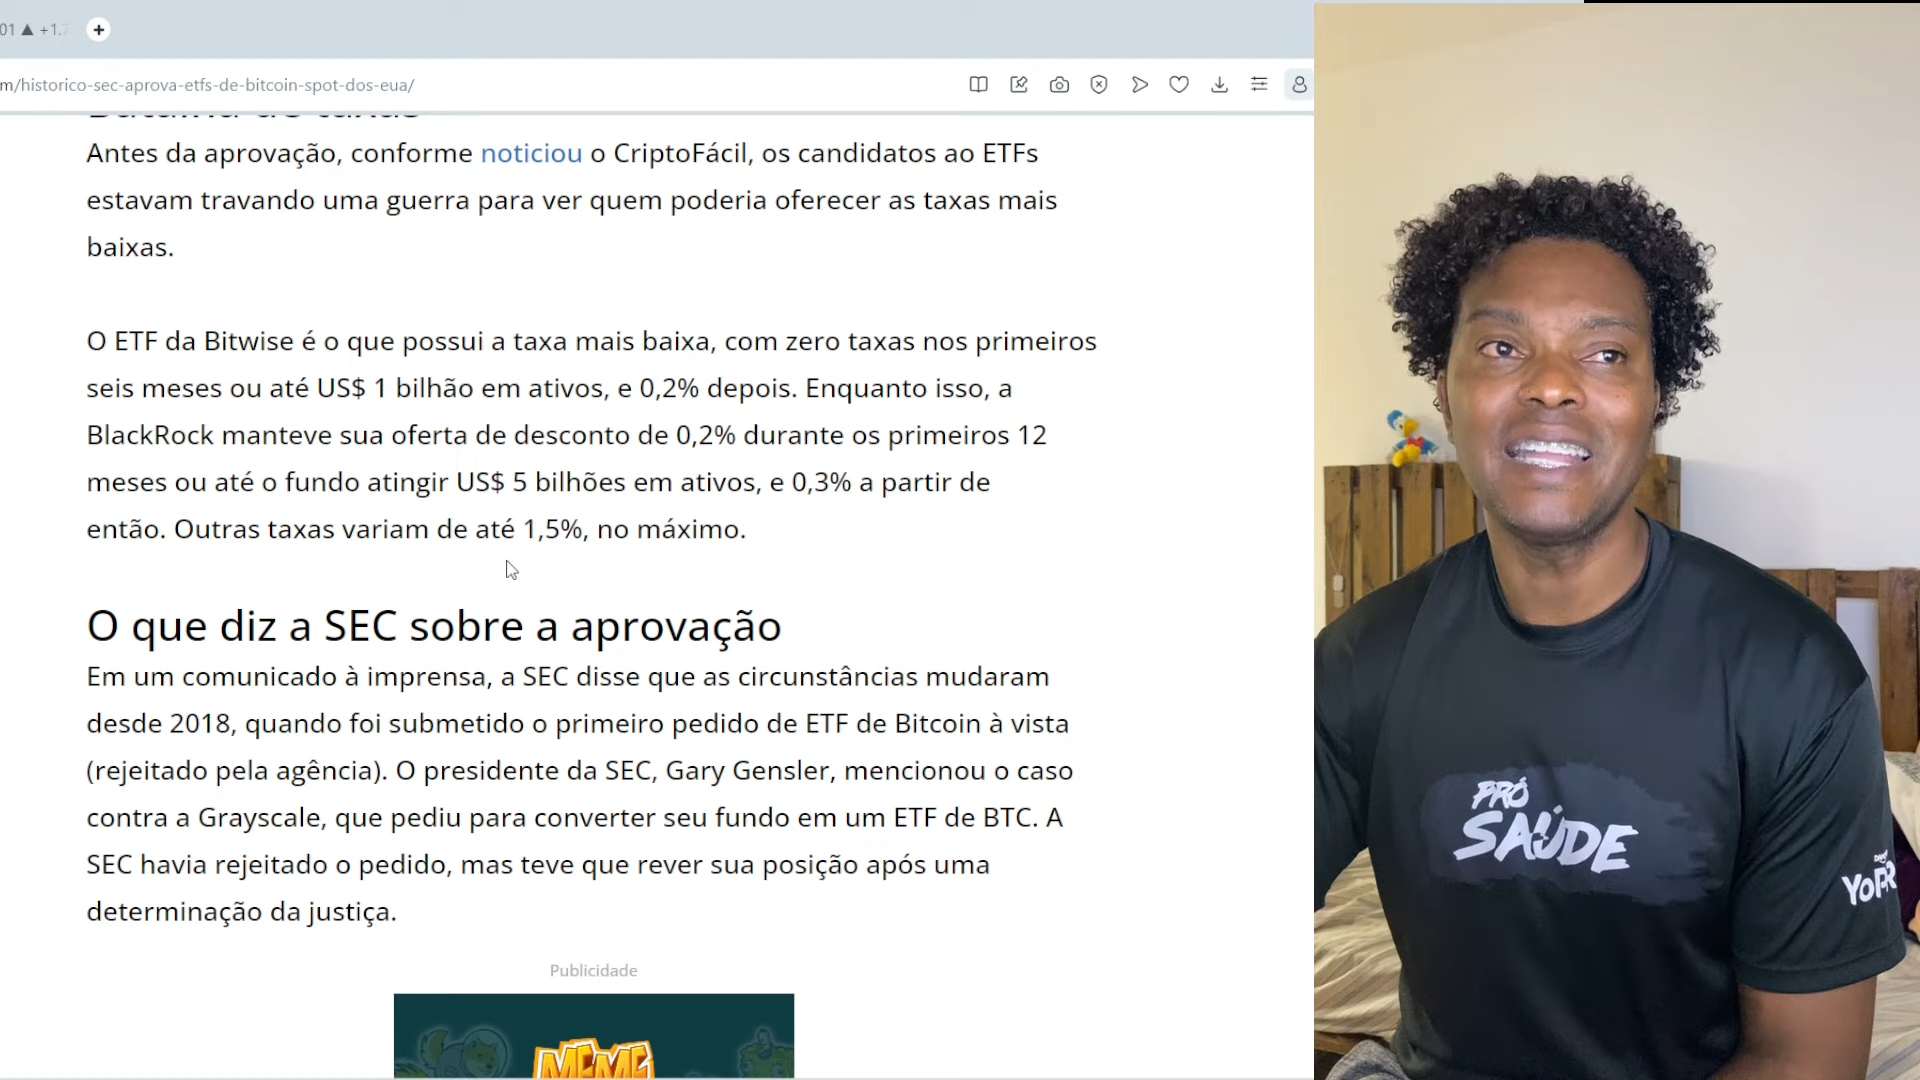 01 ▲ +1.
m/historico-sec-aprova-etfs-de-bitcoin-spot-dos-eua/
Batalha de taxas
Antes da aprovação, conforme noticiou o CriptoFácil, os candidatos ao ETFs
estavam travando uma guerra para ver quem poderia oferecer as taxas mais
baixas.
O ETF da Bitwise é o que possui a taxa mais baixa, com zero taxas nos primeiros
seis meses ou até US$ 1 bilhão em ativos, e 0,2% depois. Enquanto isso, a
BlackRock manteve sua oferta de desconto de 0,2% durante os primeiros 12
meses ou até o fundo atingir US$ 5 bilhões em ativos, e 0,3% a partir de
então. Outras taxas variam de até 1,5%, no máximo.
O que diz a SEC sobre a aprovação
Em um comunicado à imprensa, a SEC disse que as circunstâncias mudaram
desde 2018, quando foi submetido o primeiro pedido de ETF de Bitcoin à vista
(rejeitado pela agência). O presidente da SEC, Gary Gensler, mencionou o caso
contra a Grayscale, que pediu para converter seu fundo em um ETF de BTC. A
SEC havia rejeitado o pedido, mas teve que rever sua posição após uma
determinação da justiça.
Publicidade
MEME
PRÓ
SAÚDE
YoPR